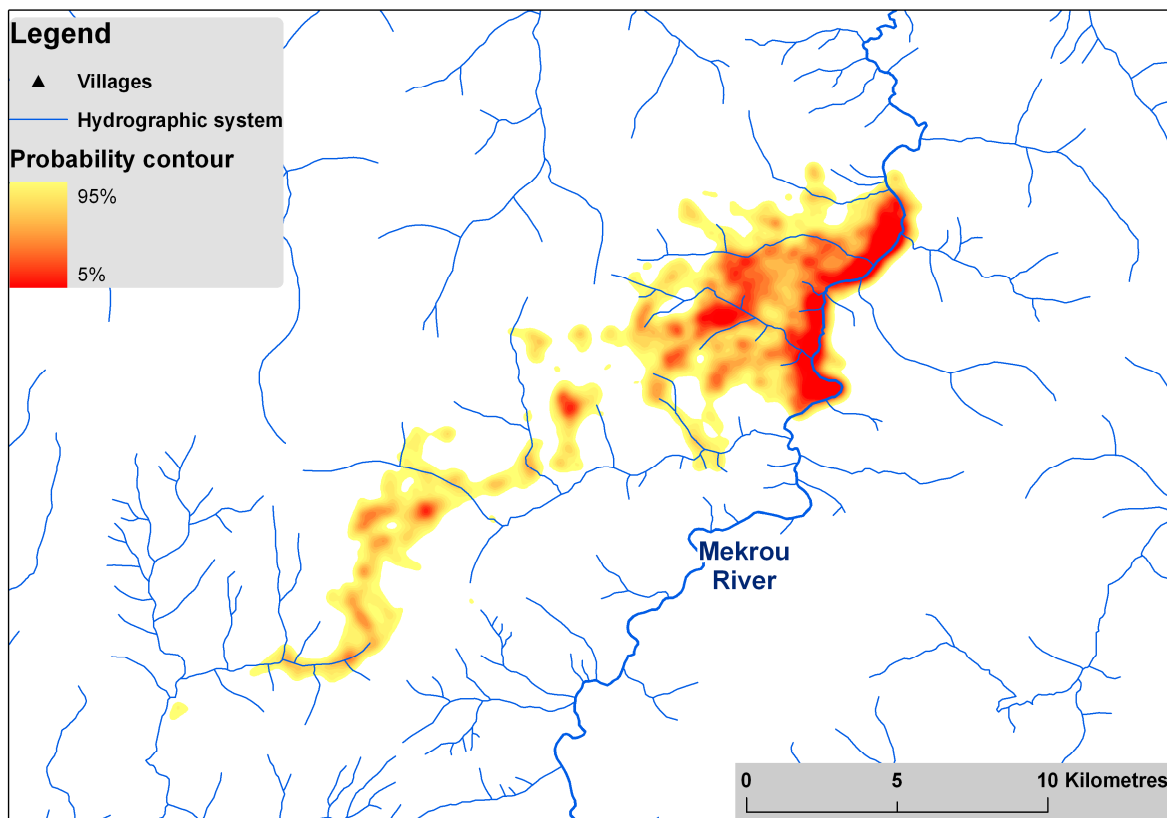 Legend
Villages
Hydrographic system
Probability contour
95%
5%
Mekrou
River
0 5 10 Kilometres